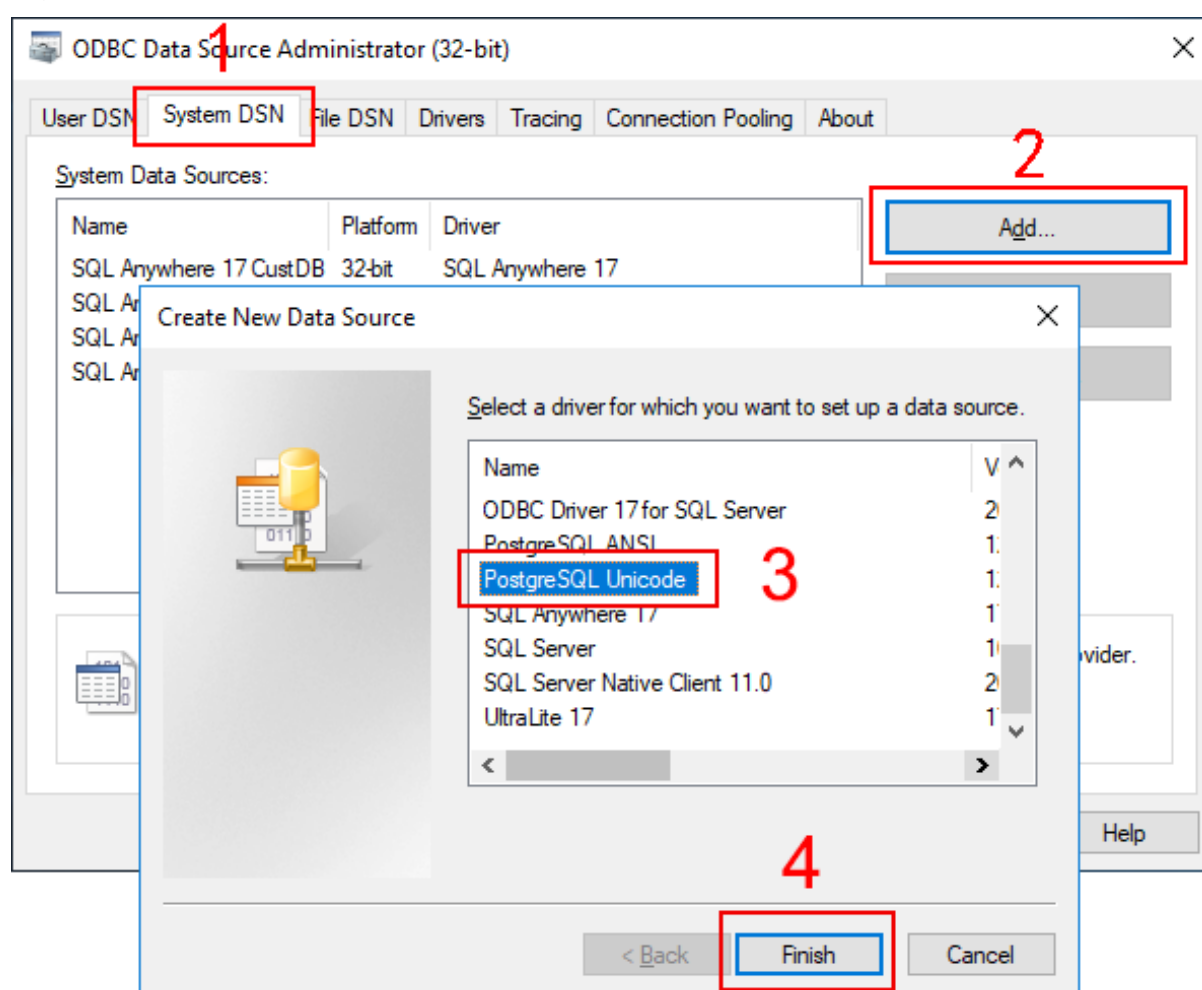 1
ODBC Data Source Administrator (32-bit)
User DSN System DSN File DSN Drivers Tracing Connection Pooling About
2
System Data Sources:
Name Platform Driver
Add...
SQL Anywhere 17 CustDB 32-bit SQL Anywhere 17
SQL
SQL
SQL
Create New Data Source
Select a driver for which you want to set up a data source.
Name
ODBC Driver 17 for SQL Server
PostgreSQL ANSI
PostgreSQL Unicode
3
SQL Anywhere 17
SQL Server
SQL Server Native Client 11.0
UltraLite 17
Help
4
< Back Finish Cancel